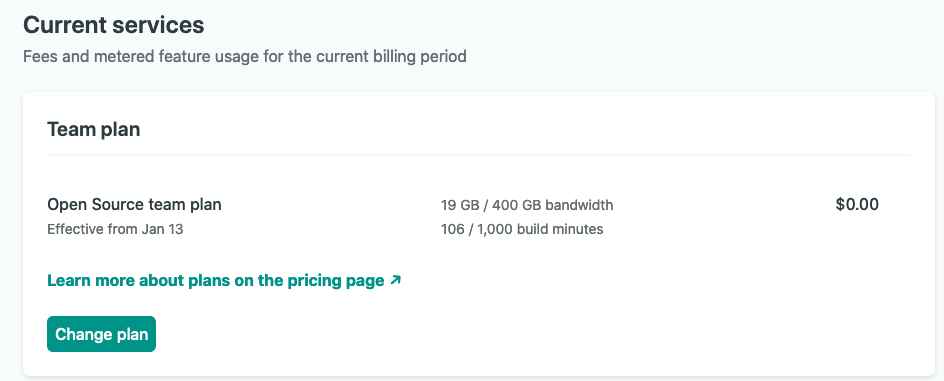 Current services
Fees and metered feature usage for the current billing period
Team plan
Open Source team plan
19 GB / 400 GB bandwidth
$0.00
Effective from Jan 13
106 / 1,000 build minutes
Learn more about plans on the pricing page ↗
Change plan